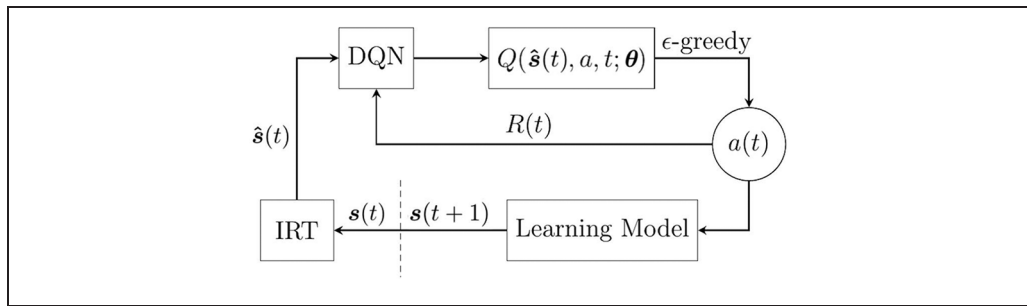 DQN
Q(ŝ(t), a, t; θ)
ϵ-greedy
R(t)
a(t)
ŝ(t)
IRT
s(t)
s(t + 1)
Learning Model